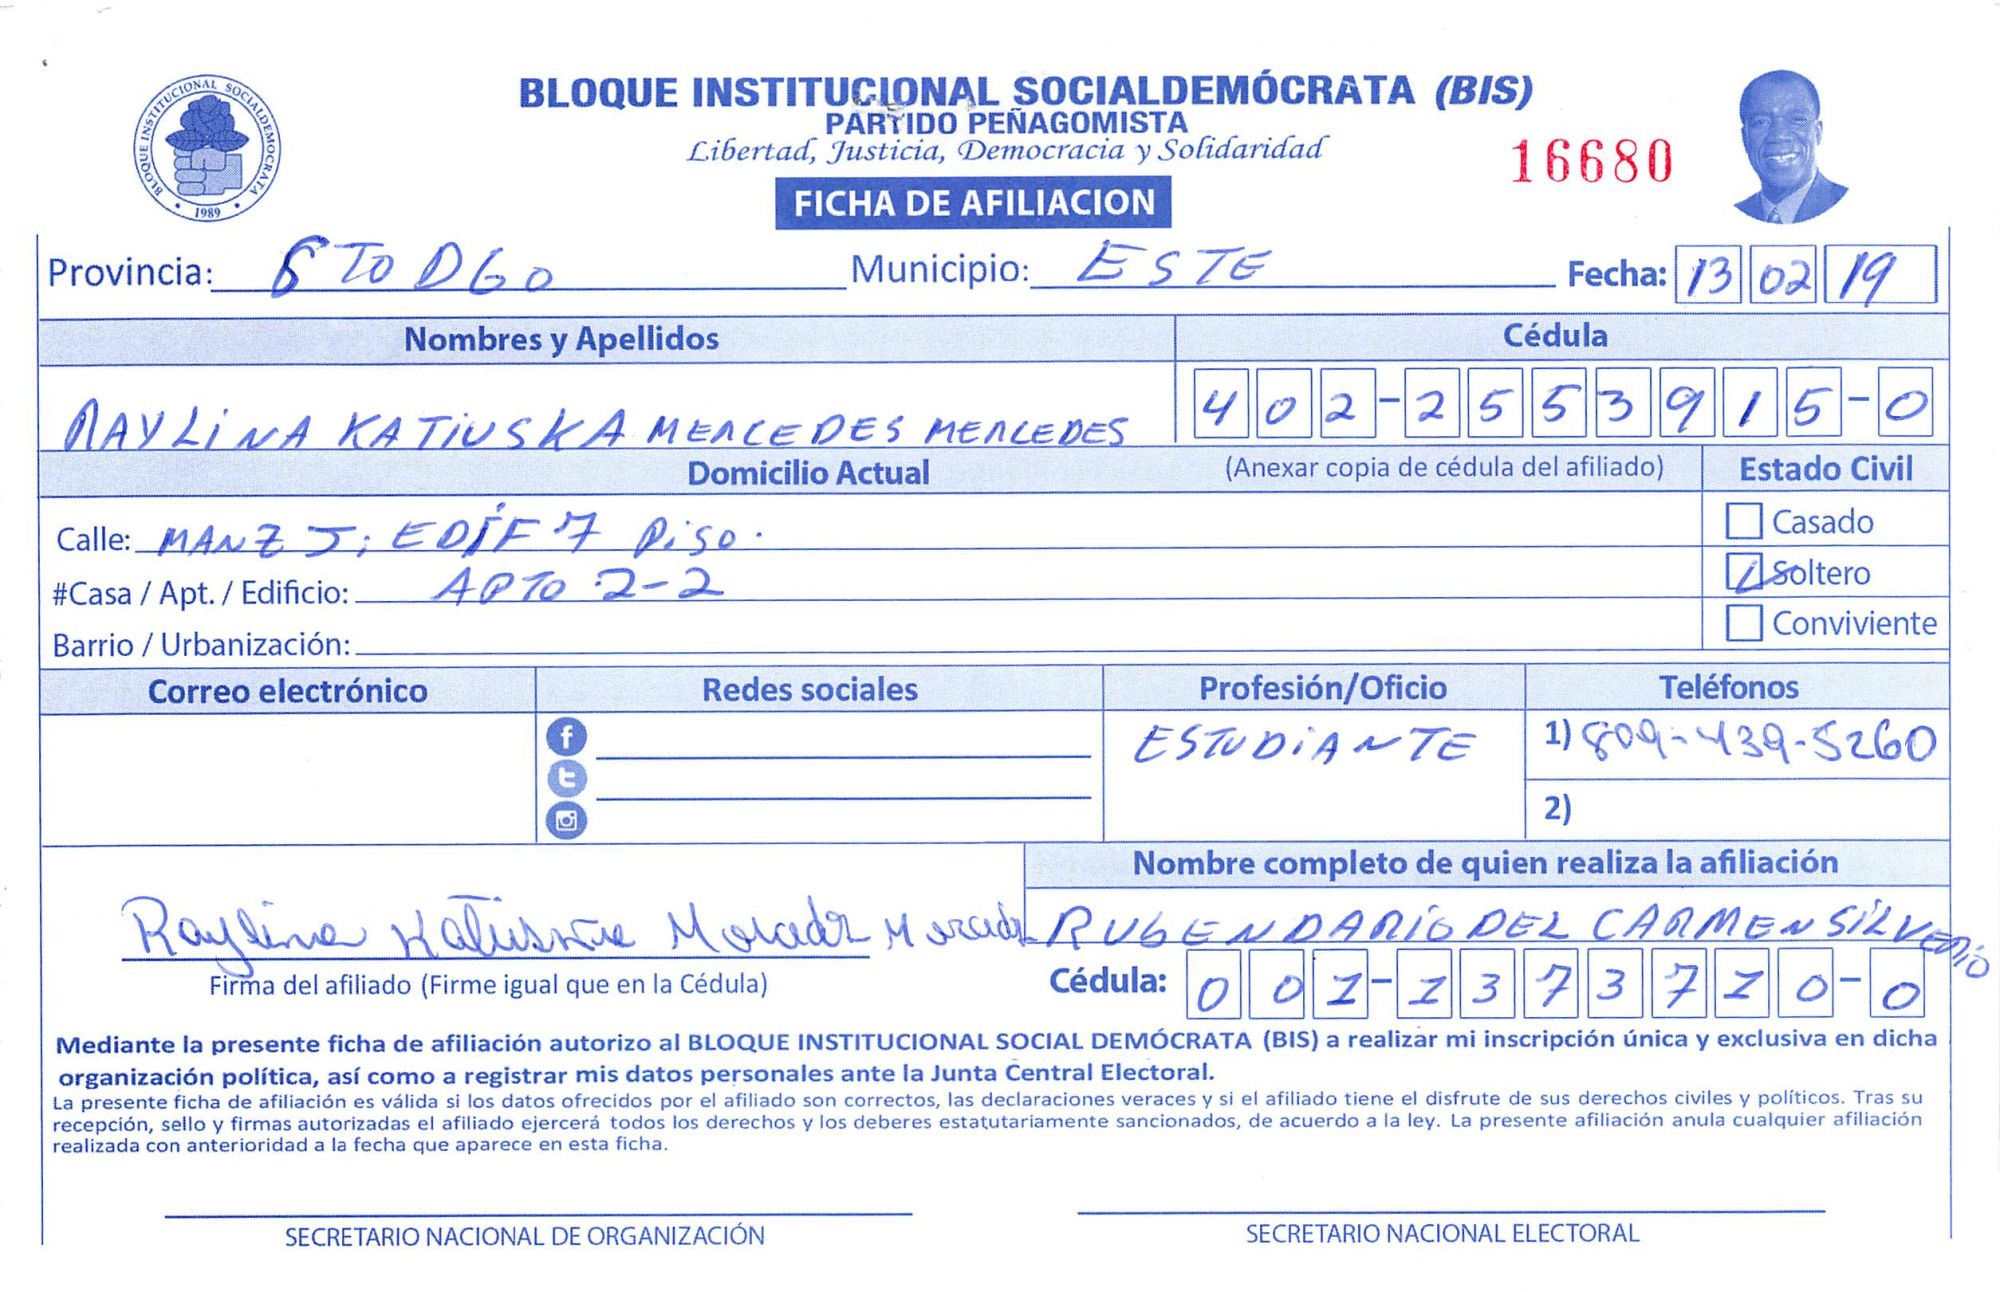 BLOQUE INSTITUCIONAL SOCIALDEMÓCRATA (BIS)
PARTIDO PEÑAGOMISTA
Libertad, Justicia, Democracia y Solidaridad
16680
FICHA DE AFILIACION
BLOQUE INSTITUCIONAL SOCIALDEMOCRATA
1989
Provincia: STO DGO Municipio: ESTE Fecha: 13 02 19
Nombres y Apellidos Cédula
RAYLINA KATIUSKA MERCEDES MERCEDES 402-2553915-0
Domicilio Actual (Anexar copia de cédula del afiliado) Estado Civil
Calle: MANZ J; EDIF 7 PISO. Casado
#Casa / Apt. / Edificio: APTO 2-2 Soltero
Barrio / Urbanización: Conviviente
Correo electrónico Redes sociales Profesión/Oficio Teléfonos
ESTUDIANTE 1) 809-439-5260
2)
Nombre completo de quien realiza la afiliación
Raylina Katiuska Mercedes Mercedes RUBENDARIO DEL CARMEN SILVERIO
Firma del afiliado (Firme igual que en la Cédula) Cédula: 001-1373710-0
Mediante la presente ficha de afiliación autorizo al BLOQUE INSTITUCIONAL SOCIAL DEMÓCRATA (BIS) a realizar mi inscripción única y exclusiva en dicha
organización política, así como a registrar mis datos personales ante la Junta Central Electoral.
La presente ficha de afiliación es válida si los datos ofrecidos por el afiliado son correctos, las declaraciones veraces y si el afiliado tiene el disfrute de sus derechos civiles y políticos. Tras su
recepción, sello y firmas autorizadas el afiliado ejercerá todos los derechos y los deberes estatutariamente sancionados, de acuerdo a la ley. La presente afiliación anula cualquier afiliación
realizada con anterioridad a la fecha que aparece en esta ficha.
SECRETARIO NACIONAL DE ORGANIZACIÓN SECRETARIO NACIONAL ELECTORAL